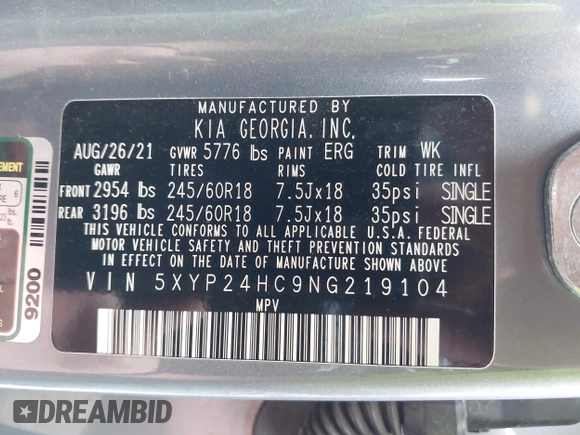 MANUFACTURED BY
KIA GEORGIA, INC.
AUG/26/21 GVWR 5776 lbs PAINT ERG TRIM WK
GAWR TIRES RIMS COLD TIRE INFL
FRONT 2954 lbs 245/60R18 7.5Jx18 35psi SINGLE
REAR 3196 lbs 245/60R18 7.5Jx18 35psi SINGLE
THIS VEHICLE CONFORMS TO ALL APPLICABLE U.S.A. FEDERAL
MOTOR VEHICLE SAFETY AND THEFT PREVENTION STANDARDS
IN EFFECT ON THE DATE OF MANUFACTURE SHOWN ABOVE.
VIN 5XYP24HC9NG219104
MPV
EMENT
6
9200
DREAMBID